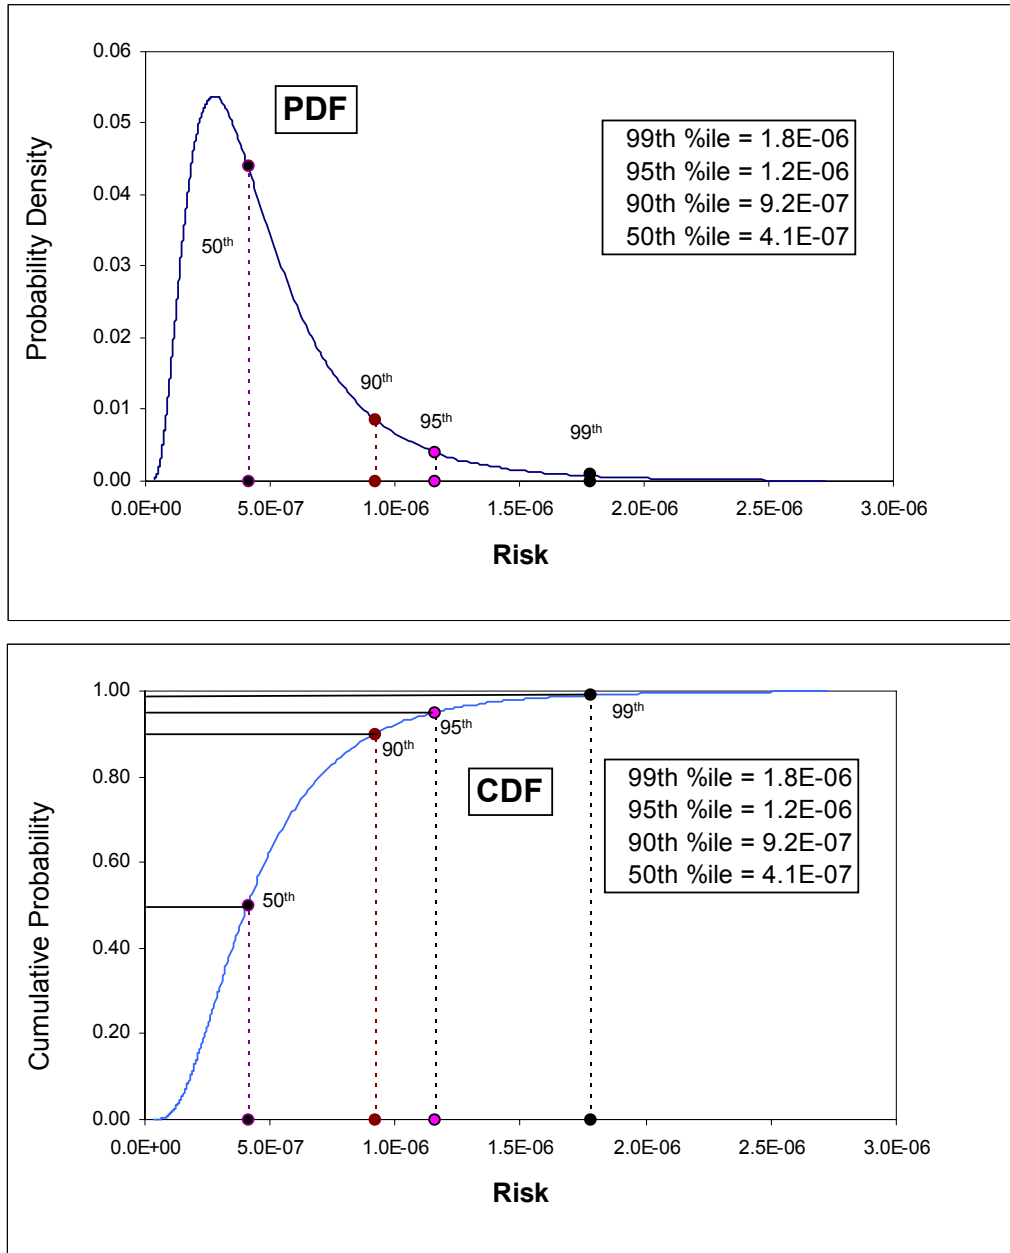 0.06
PDF
0.05
99th %ile = 1.8E-06
95th %ile = 1.2E-06
90th %ile = 9.2E-07
50th %ile = 4.1E-07
0.04
Probability Density
50th
0.03
0.02
90th
95th
99th
0.01
0.00
0.0E+00 5.0E-07 1.0E-06 1.5E-06 2.0E-06 2.5E-06 3.0E-06
Risk
1.00
99th
95th
90th
0.80
CDF
99th %ile = 1.8E-06
95th %ile = 1.2E-06
90th %ile = 9.2E-07
50th %ile = 4.1E-07
0.60
Cumulative Probability
50th
0.40
0.20
0.00
0.0E+00 5.0E-07 1.0E-06 1.5E-06 2.0E-06 2.5E-06 3.0E-06
Risk